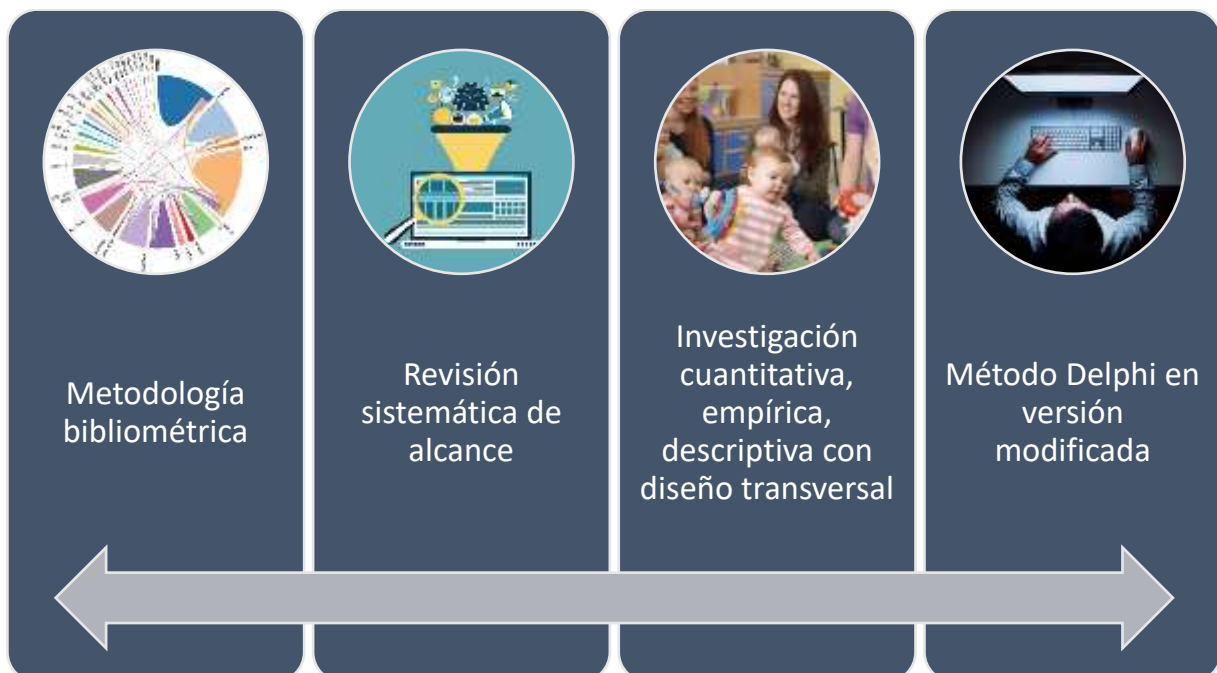 Metodología
bibliométrica
Revisión
sistemática de
alcance
Investigación
cuantitativa,
empírica,
descriptiva con
diseño transversal
Método Delphi en
versión
modificada